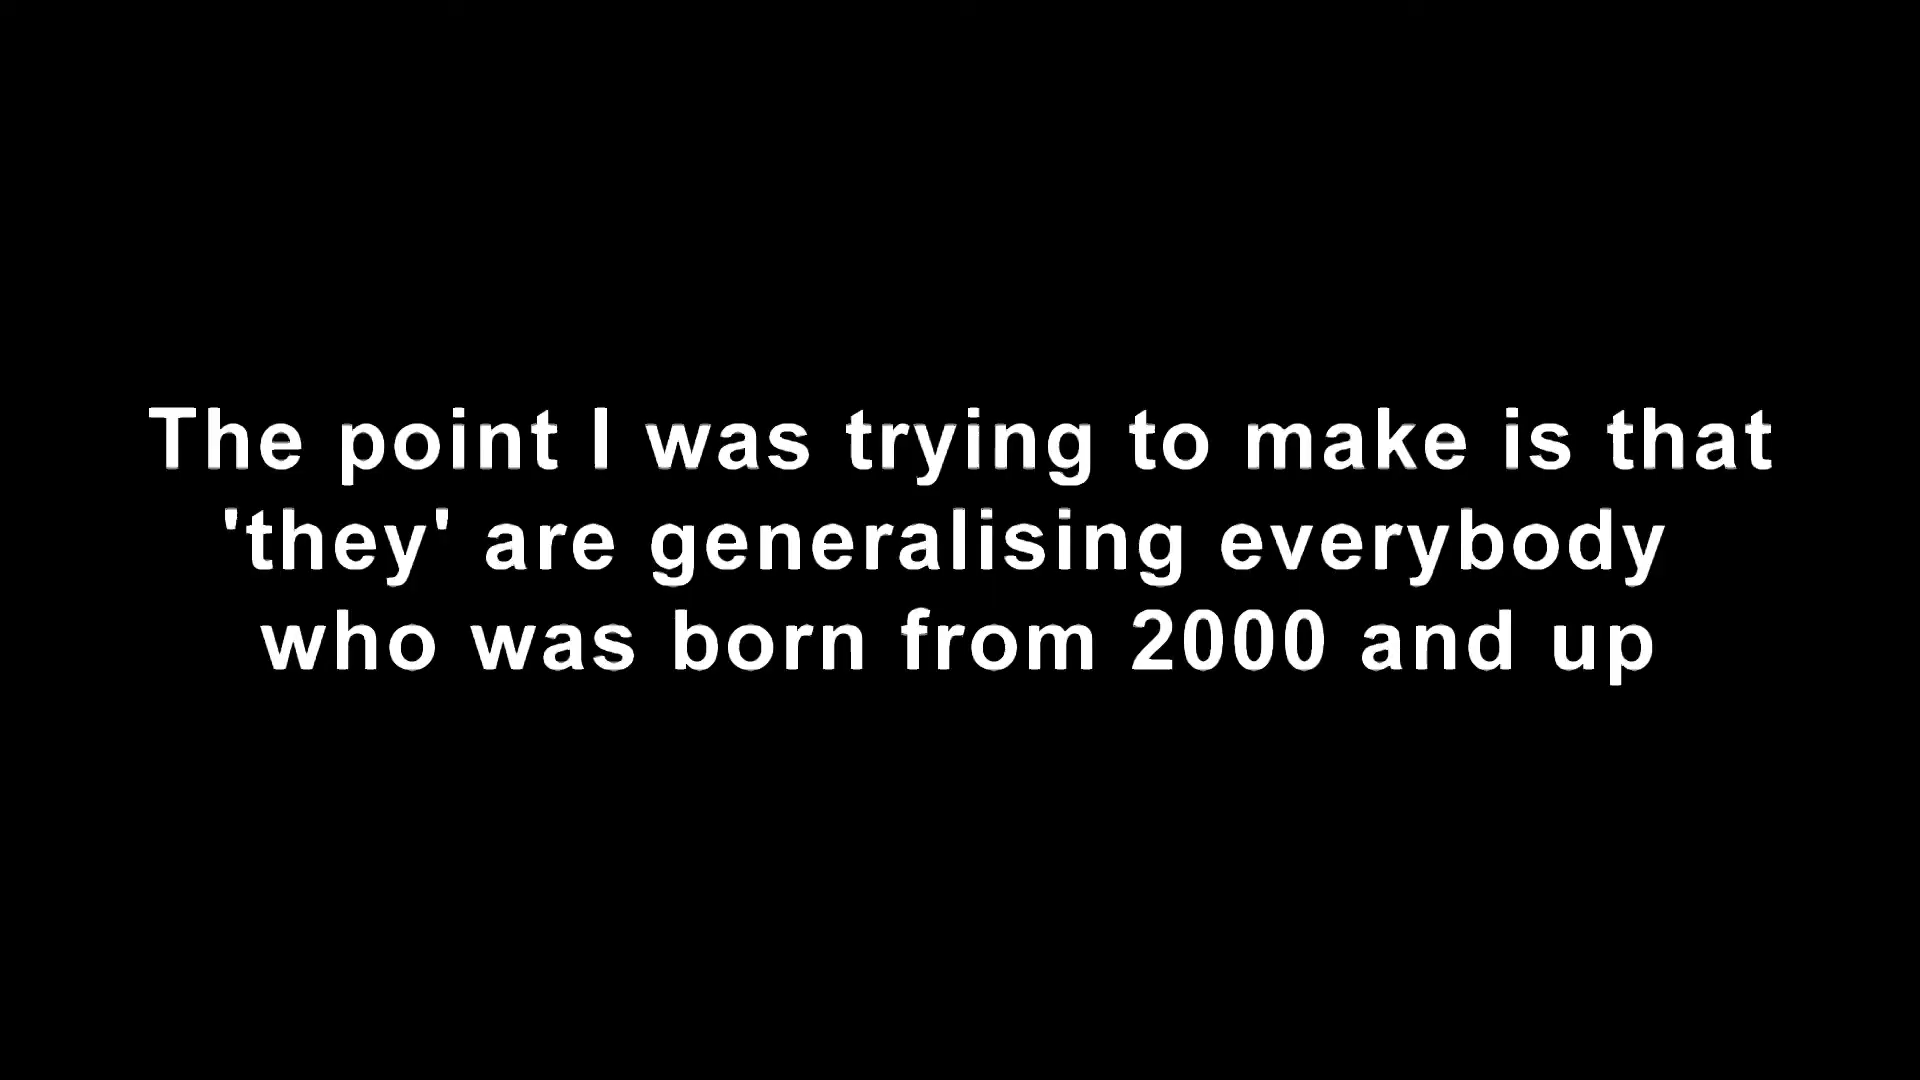 The point I was trying to make is that
'they' are generalising everybody
who was born from 2000 and up